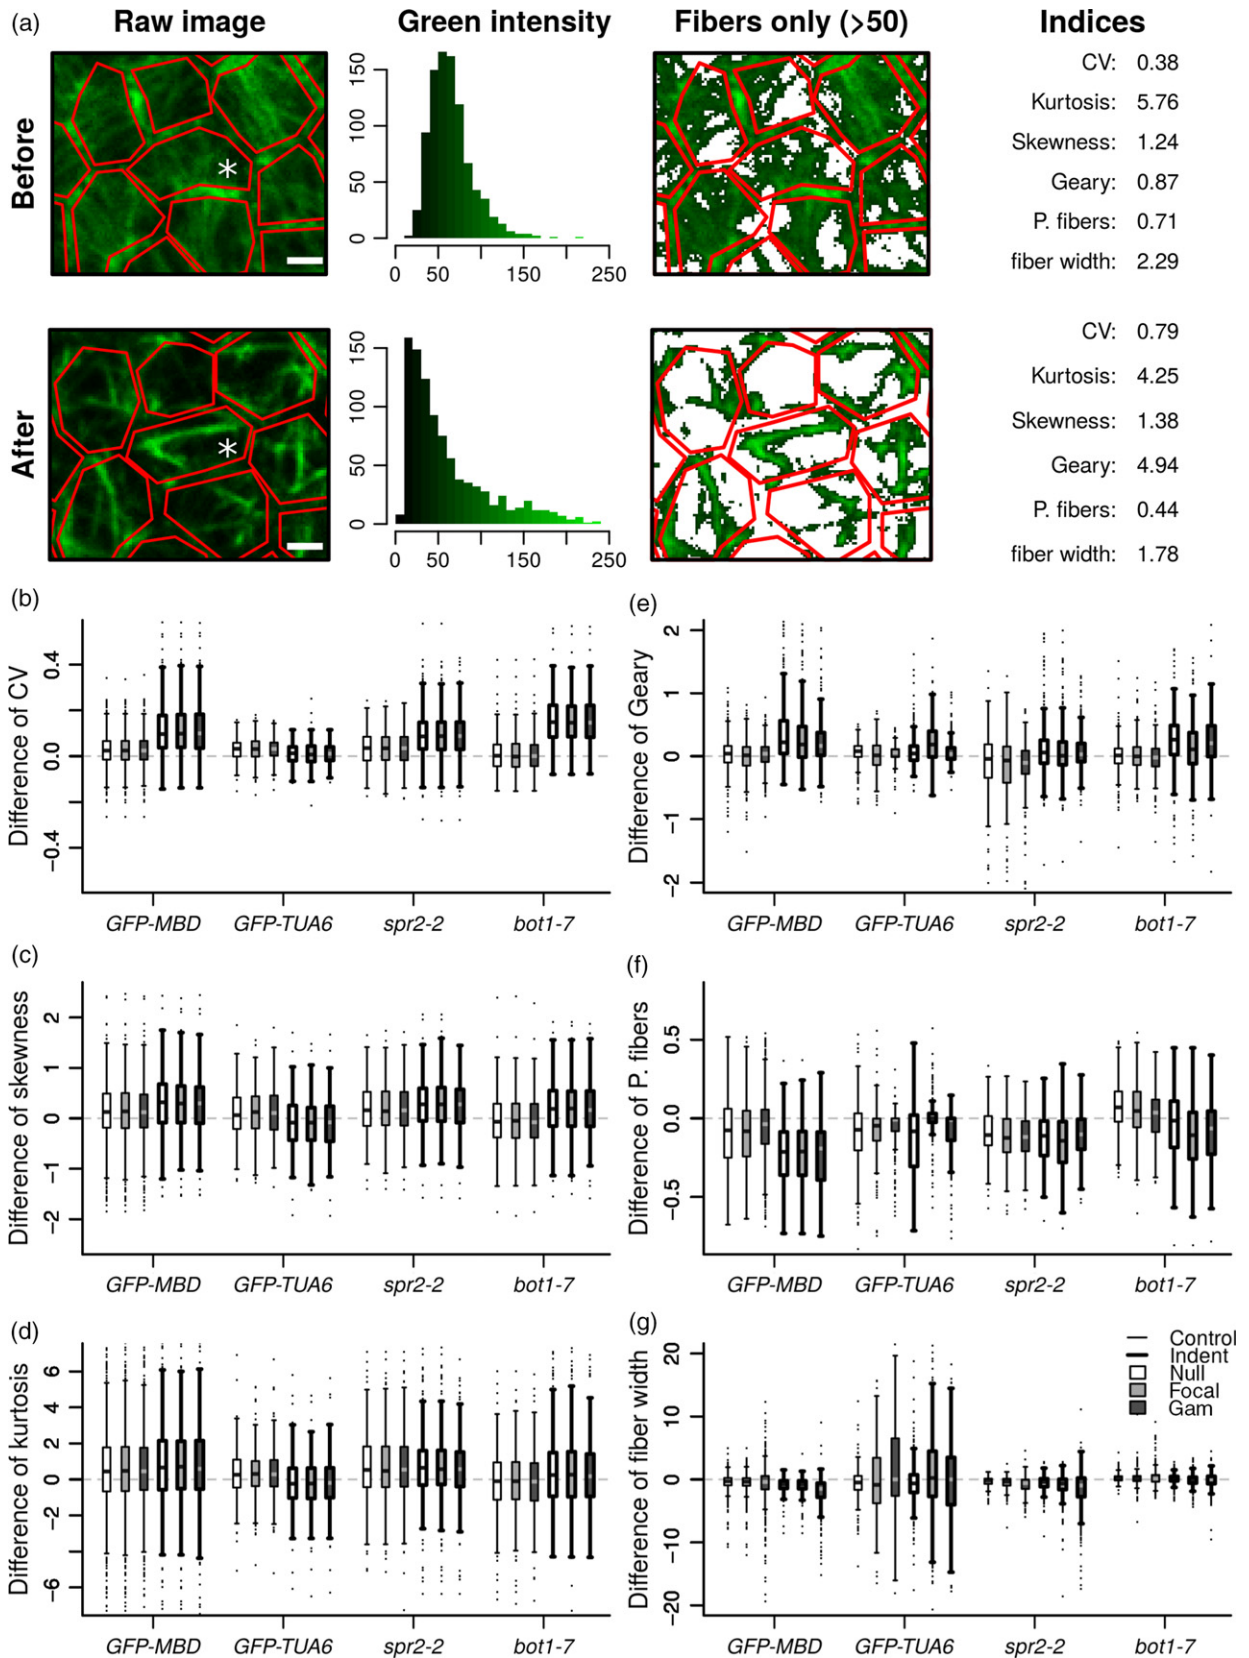 (a) Raw image Green intensity Fibers only (>50) Indices
Before
*
0 50 100 150
0 50 150 250
CV: 0.38
Kurtosis: 5.76
Skewness: 1.24
Geary: 0.87
P. fibers: 0.71
fiber width: 2.29
After
*
0 50 100 150
0 50 150 250
CV: 0.79
Kurtosis: 4.25
Skewness: 1.38
Geary: 4.94
P. fibers: 0.44
fiber width: 1.78
(b)
Difference of CV
−0.4 0.0 0.4
GFP-MBD GFP-TUA6 spr2-2 bot1-7
(e)
Difference of Geary
−2 −1 0 1 2
GFP-MBD GFP-TUA6 spr2-2 bot1-7
(c)
Difference of skewness
−2 −1 0 1 2
GFP-MBD GFP-TUA6 spr2-2 bot1-7
(f)
Difference of P. fibers
−0.5 0.0 0.5
GFP-MBD GFP-TUA6 spr2-2 bot1-7
(d)
Difference of kurtosis
−6 −4 −2 0 2 4 6
GFP-MBD GFP-TUA6 spr2-2 bot1-7
(g)
Difference of fiber width
−20 −10 0 10 20
Control
Indent
Null
Focal
Gam
GFP-MBD GFP-TUA6 spr2-2 bot1-7